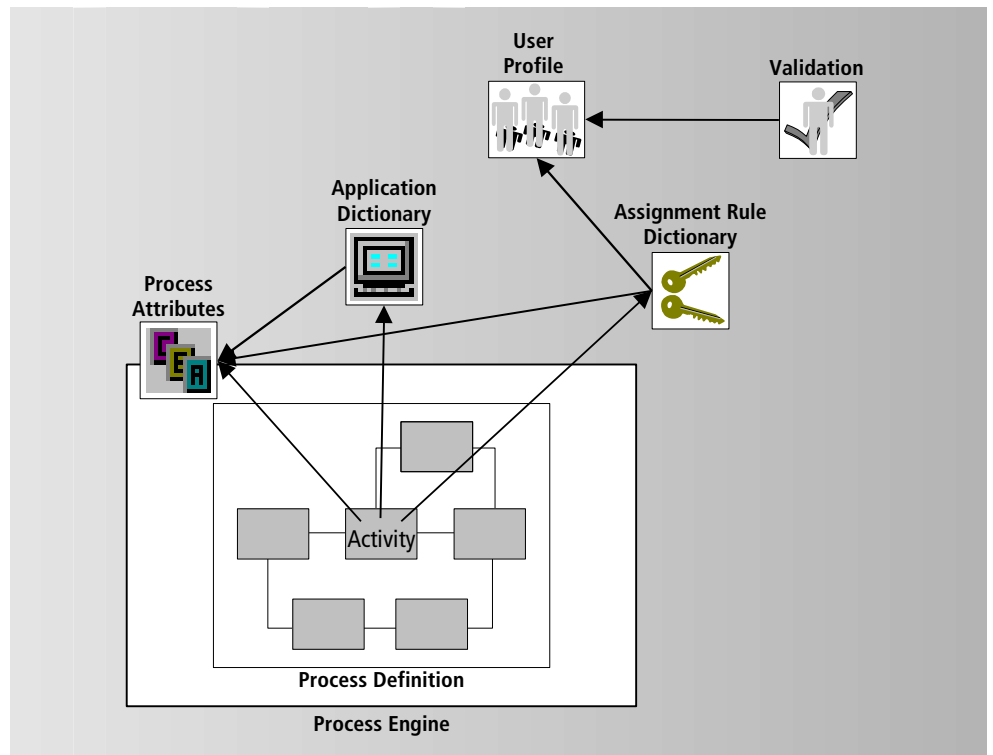 User
Profile
Validation
Application
Dictionary
Assignment Rule
Dictionary
Process
Attributes
C
E
A
Activity
Process Definition
Process Engine